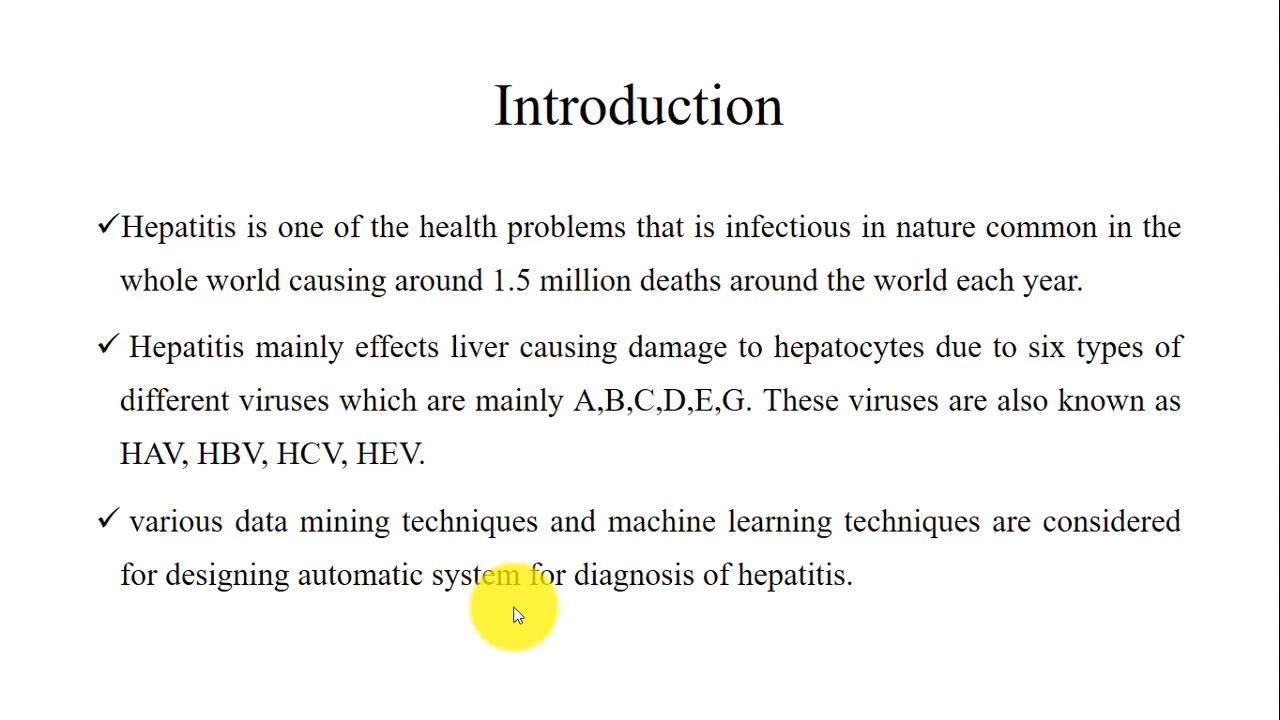 Introduction
✓Hepatitis is one of the health problems that is infectious in nature common in the
whole world causing around 1.5 million deaths around the world each year.
✓ Hepatitis mainly effects liver causing damage to hepatocytes due to six types of
different viruses which are mainly A,B,C,D,E,G. These viruses are also known as
HAV, HBV, HCV, HEV.
✓ various data mining techniques and machine learning techniques are considered
for designing automatic system for diagnosis of hepatitis.